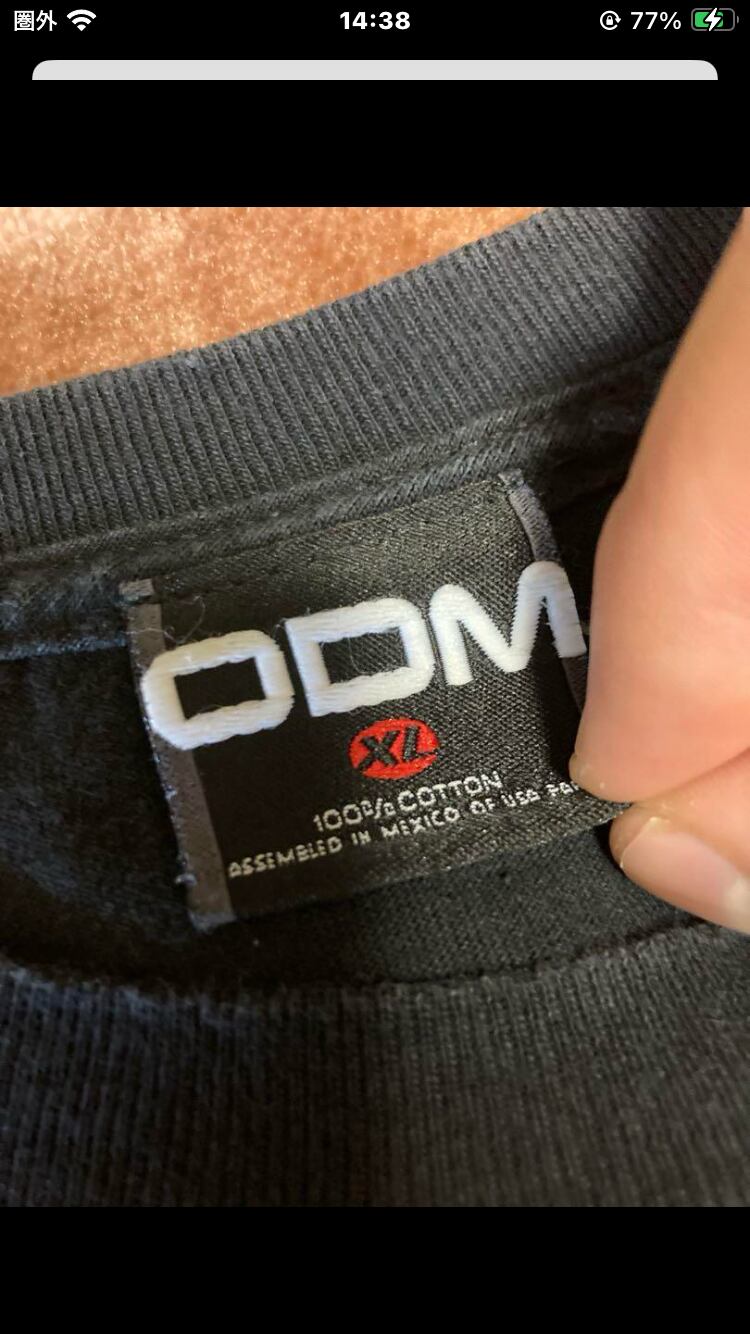 圏外 14:38 77%
ODM
XL
100% COTTON
ASSEMBLED IN MEXICO OF USA